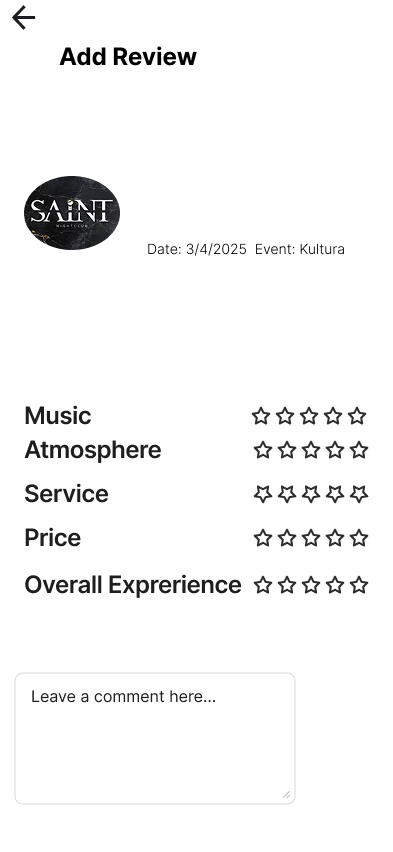 Add Review
SAINT
NIGHTCLUB
Date: 3/4/2025  Event: Kultura
Music
Atmosphere
Service
Price
Overall Exprerience
Leave a comment here...